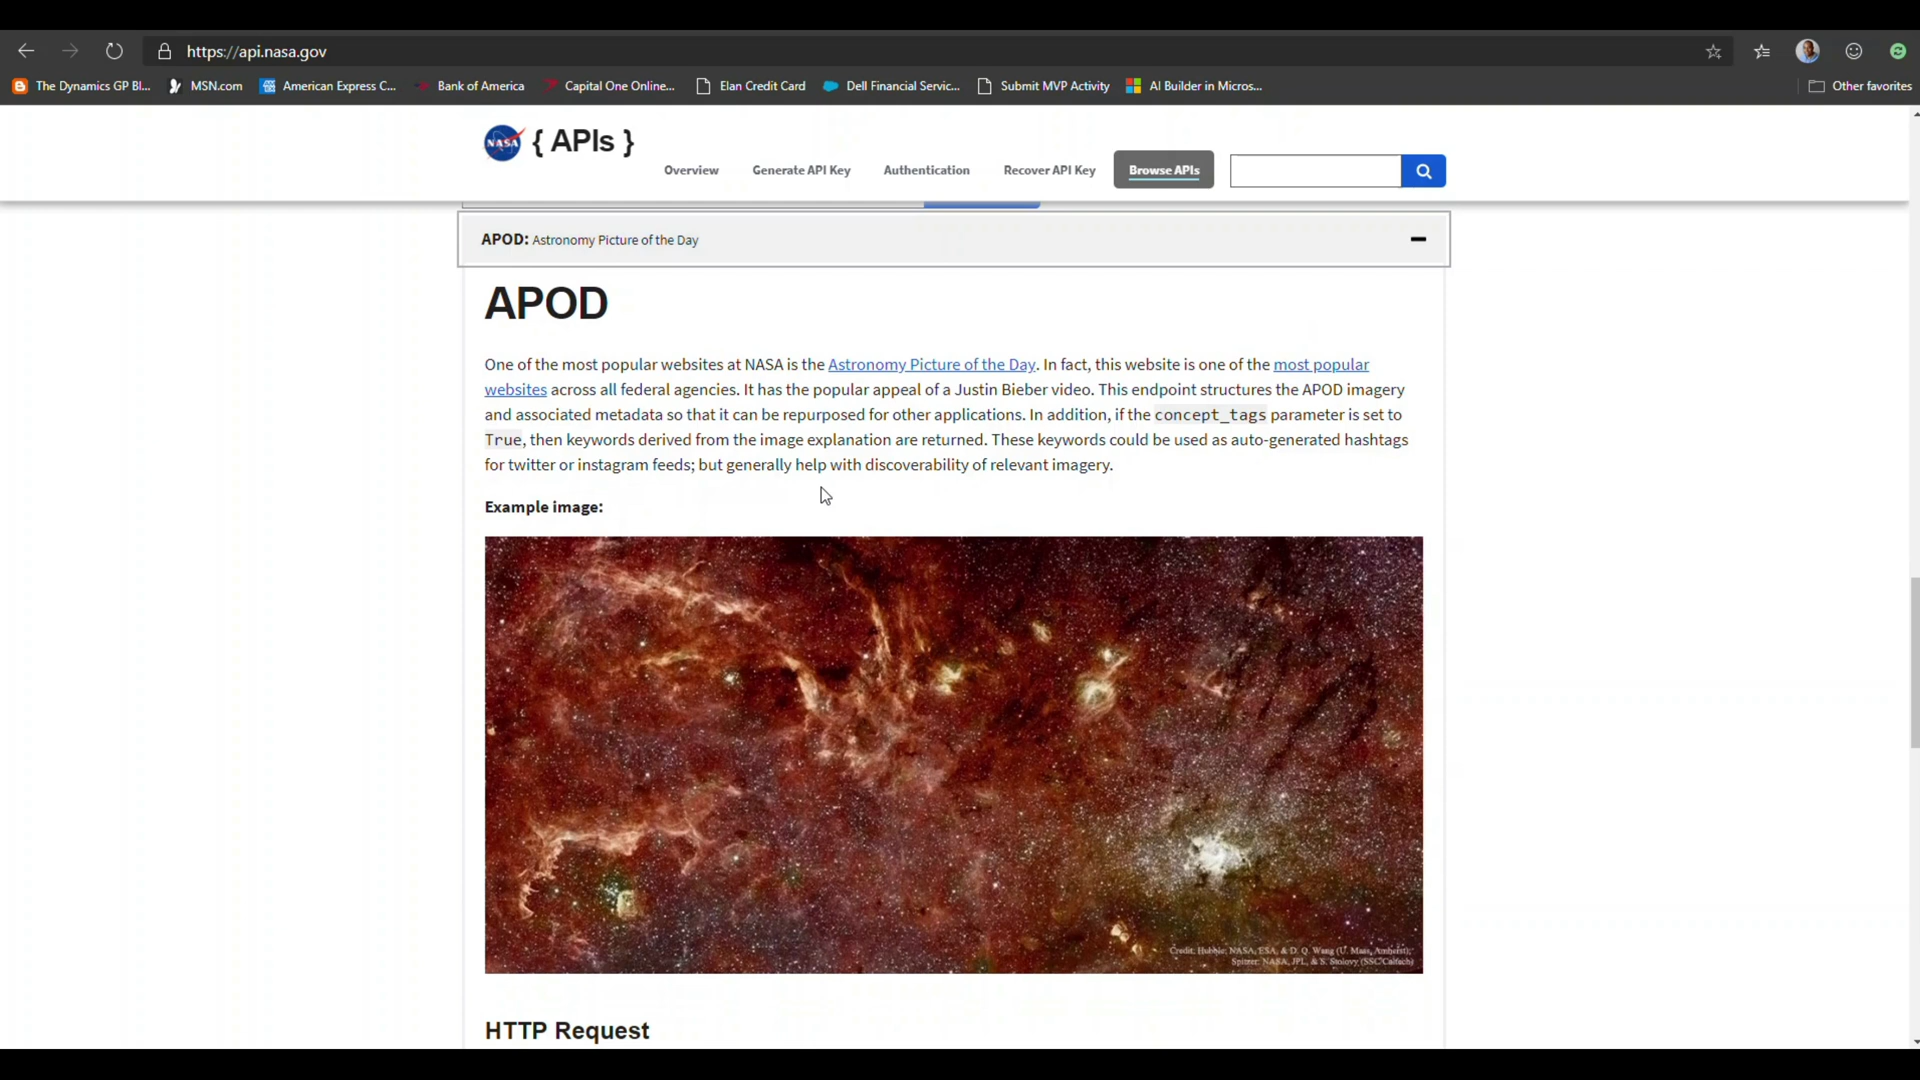 https://api.nasa.gov
The Dynamics GP Bl...
MSN.com
American Express C...
Bank of America
Capital One Online...
Elan Credit Card
Dell Financial Servic...
Submit MVP Activity
AI Builder in Micros...
Other favorites
NASA { APIs }
Overview
Generate API Key
Authentication
Recover API Key
Browse APIs
APOD: Astronomy Picture of the Day
APOD
One of the most popular websites at NASA is the Astronomy Picture of the Day. In fact, this website is one of the most popular
websites across all federal agencies. It has the popular appeal of a Justin Bieber video. This endpoint structures the APOD imagery
and associated metadata so that it can be repurposed for other applications. In addition, if the concept_tags parameter is set to
True, then keywords derived from the image explanation are returned. These keywords could be used as auto-generated hashtags
for twitter or instagram feeds; but generally help with discoverability of relevant imagery.
Example image:
Credit: Hubble: NASA, ESA, & D. Q. Wang (U. Mass, Amherst);
Spitzer: NASA, JPL, & S. Stolovy (SSC/Caltech)
HTTP Request